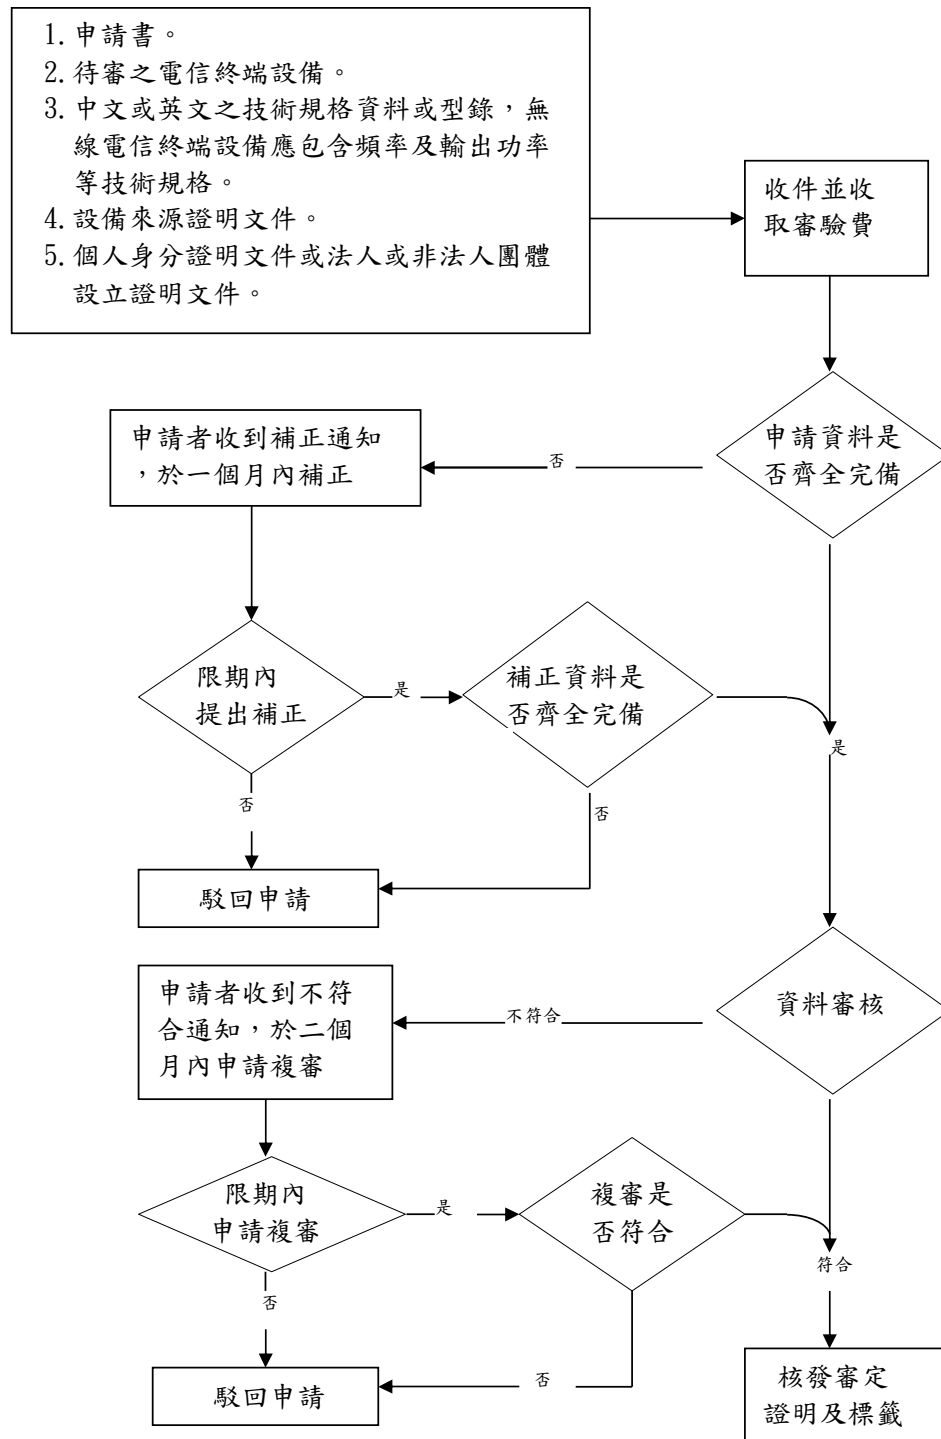 1. 申請書。
2. 待審之電信終端設備。
3. 中文或英文之技術規格資料或型錄，無
線電信終端設備應包含頻率及輸出功率
等技術規格。
4. 設備來源證明文件。
5. 個人身分證明文件或法人或非法人團體
設立證明文件。
收件並收
取審驗費
申請資料是
否齊全完備
否
申請者收到補正通知
，於一個月內補正
限期內
提出補正
是
補正資料是
否齊全完備
是
否
否
駁回申請
資料審核
不符合
申請者收到不符
合通知，於二個
月內申請複審
限期內
申請複審
是
複審是
否符合
符合
否
否
駁回申請
核發審定
證明及標籤